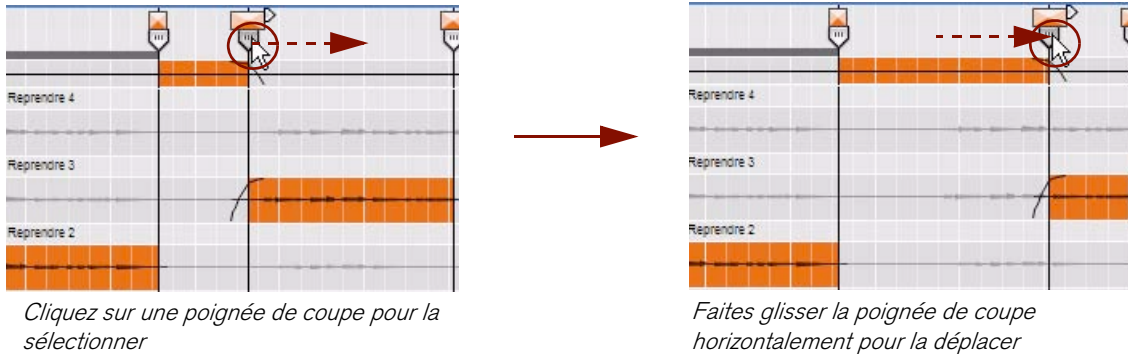 Reprendre 4
Reprendre 3
Reprendre 2
Cliquez sur une poignée de coupe pour la
sélectionner
Reprendre 4
Reprendre 3
Reprendre 2
Faites glisser la poignée de coupe
horizontalement pour la déplacer